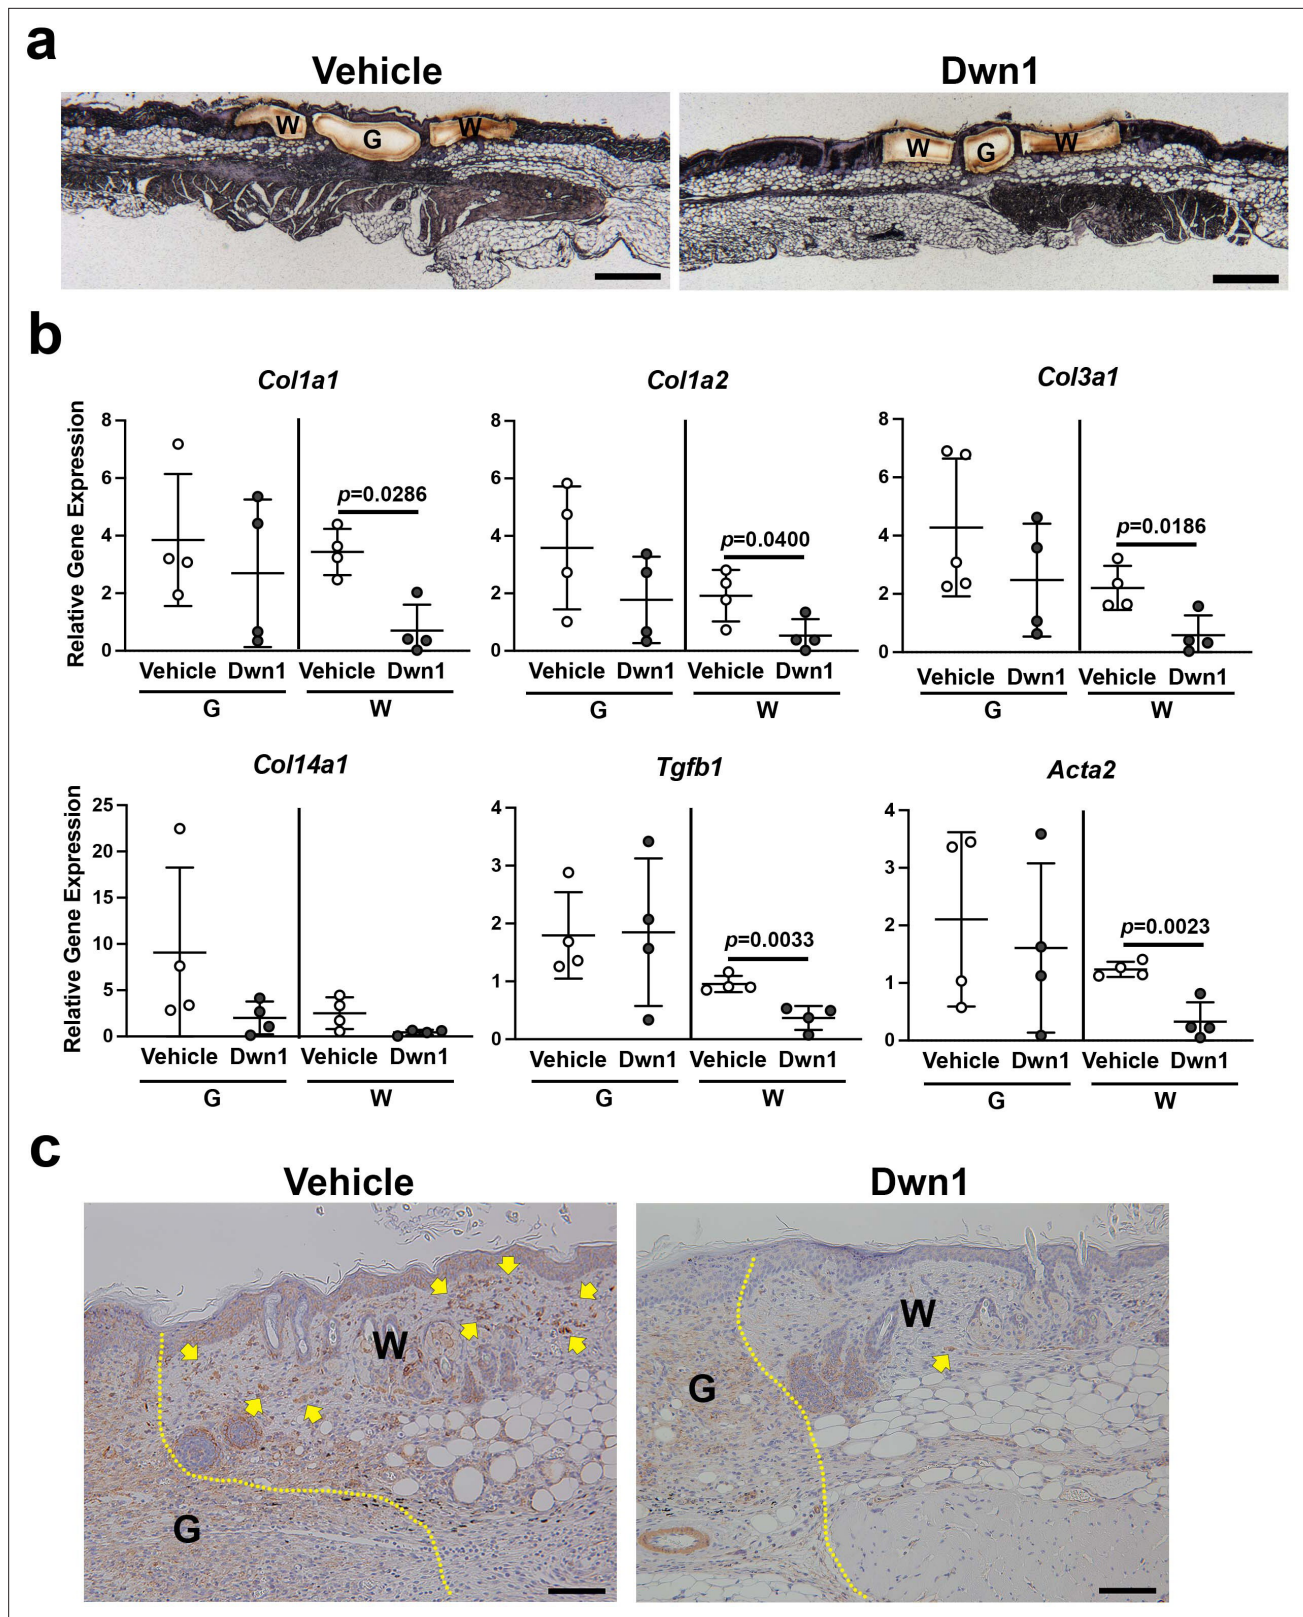 a
Vehicle
Dwn1
W
G
W
W
G
W
b
Col1a1
Relative Gene Expression
8
6
4
2
0
p=0.0286
Vehicle Dwn1 Vehicle Dwn1
G W
Col1a2
8
6
4
2
0
p=0.0400
Vehicle Dwn1 Vehicle Dwn1
G W
Col3a1
8
6
4
2
0
p=0.0186
Vehicle Dwn1 Vehicle Dwn1
G W
Col14a1
Relative Gene Expression
25
20
15
10
5
0
Vehicle Dwn1 Vehicle Dwn1
G W
Tgfb1
4
3
2
1
0
p=0.0033
Vehicle Dwn1 Vehicle Dwn1
G W
Acta2
4
3
2
1
0
p=0.0023
Vehicle Dwn1 Vehicle Dwn1
G W
c
Vehicle
Dwn1
W
G
W
G